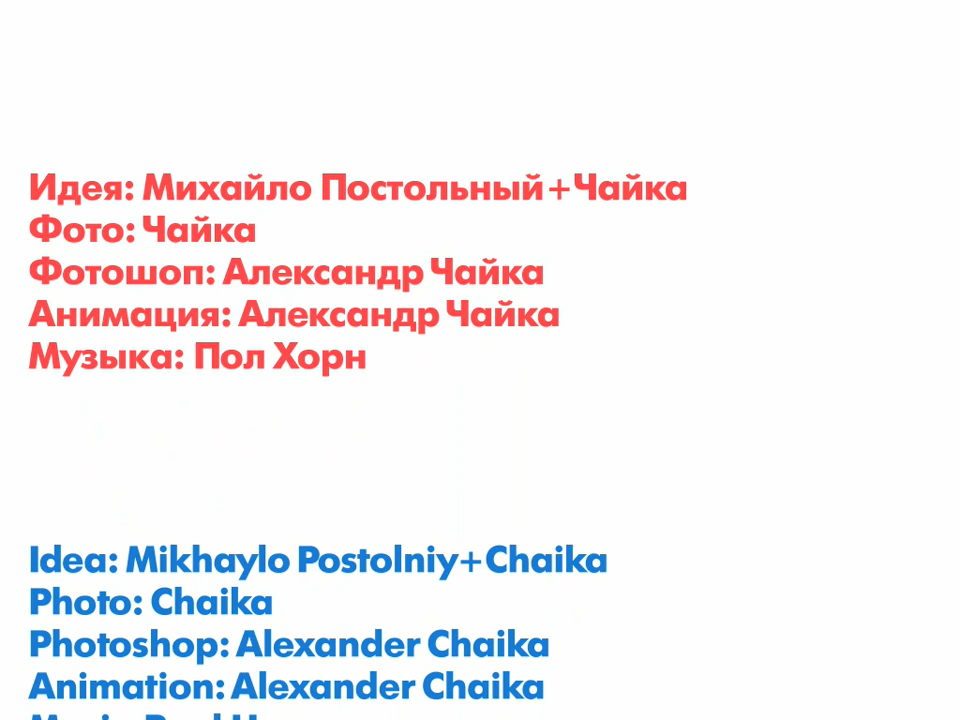 Идея: Михайло Постольный+Чайка
Фото: Чайка
Фотошоп: Александр Чайка
Анимация: Александр Чайка
Музыка: Пол Хорн
Idea: Mikhaylo Postolniy+Chaika
Photo: Chaika
Photoshop: Alexander Chaika
Animation: Alexander Chaika